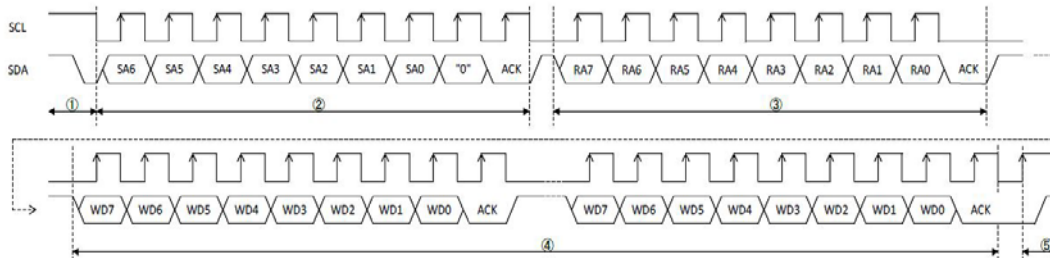 SCL
SDA SA6 SA5 SA4 SA3 SA2 SA1 SA0 "0" ACK RA7 RA6 RA5 RA4 RA3 RA2 RA1 RA0 ACK
① ② ③
WD7 WD6 WD5 WD4 WD3 WD2 WD1 WD0 ACK WD7 WD6 WD5 WD4 WD3 WD2 WD1 WD0 ACK
④ ⑤